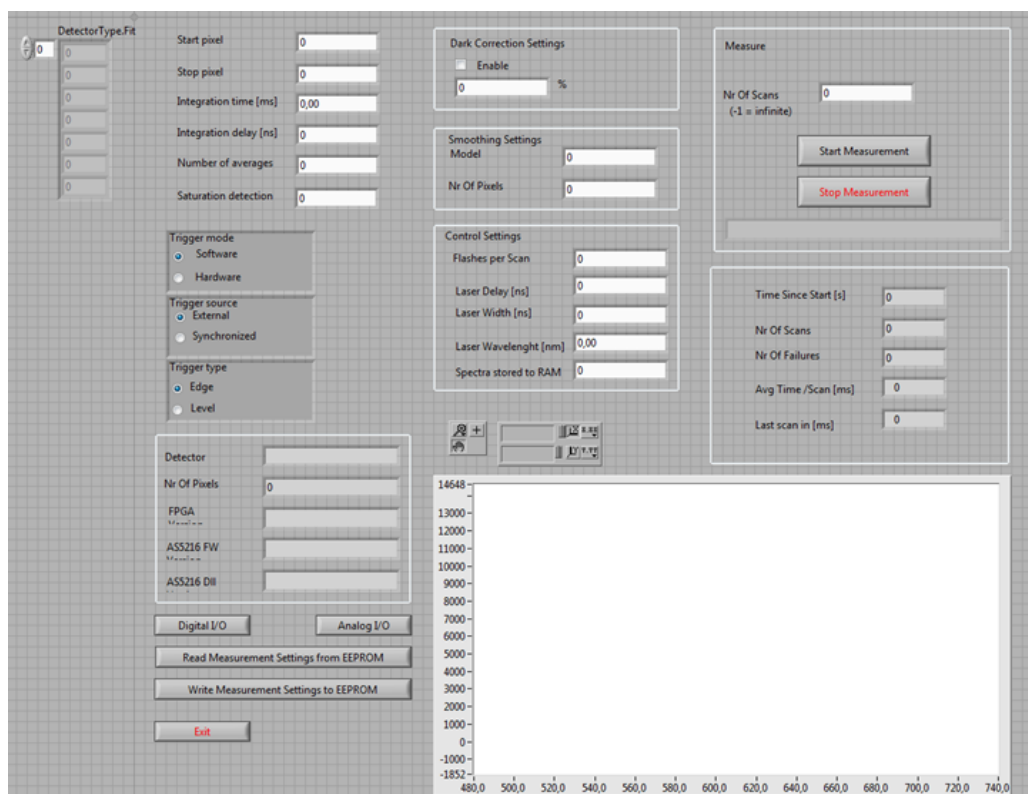 DetectorType.Fit
0
0
0
0
0
0
0
0
Start pixel 0
Stop pixel 0
Integration time [ms] 0,00
Integration delay [ns] 0
Number of averages 0
Saturation detection 0
Trigger mode
Software
Hardware
Trigger source
External
Synchronized
Trigger type
Edge
Level
Detector
Nr Of Pixels 0
FPGA
AS5216 FW
AS5216 Dll
Digital I/O Analog I/O
Read Measurement Settings from EEPROM
Write Measurement Settings to EEPROM
Exit
Dark Correction Settings
Enable
0 %
Smoothing Settings
Model 0
Nr Of Pixels 0
Control Settings
Flashes per Scan 0
Laser Delay [ns] 0
Laser Width [ns] 0
Laser Wavelenght [nm] 0,00
Spectra stored to RAM 0
Measure
Nr Of Scans 0
(-1 = infinite)
Start Measurement
Stop Measurement
Time Since Start [s] 0
Nr Of Scans 0
Nr Of Failures 0
Avg Time /Scan [ms] 0
Last scan in [ms] 0
14648
13000
12000
11000
10000
9000
8000
7000
6000
5000
4000
3000
2000
1000
0
-1000
-1852
480,0 500,0 520,0 540,0 560,0 580,0 600,0 620,0 640,0 660,0 680,0 700,0 720,0 740,0